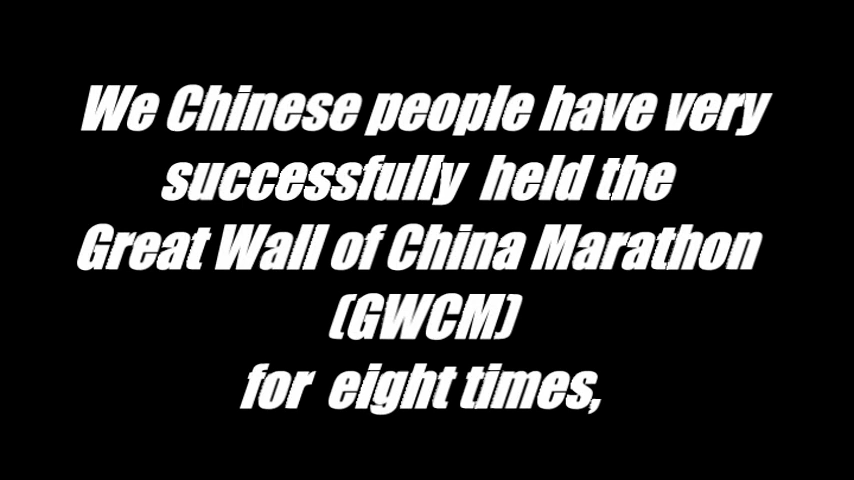 We Chinese people have very
successfully held the
Great Wall of China Marathon
(GWCM)
for eight times,